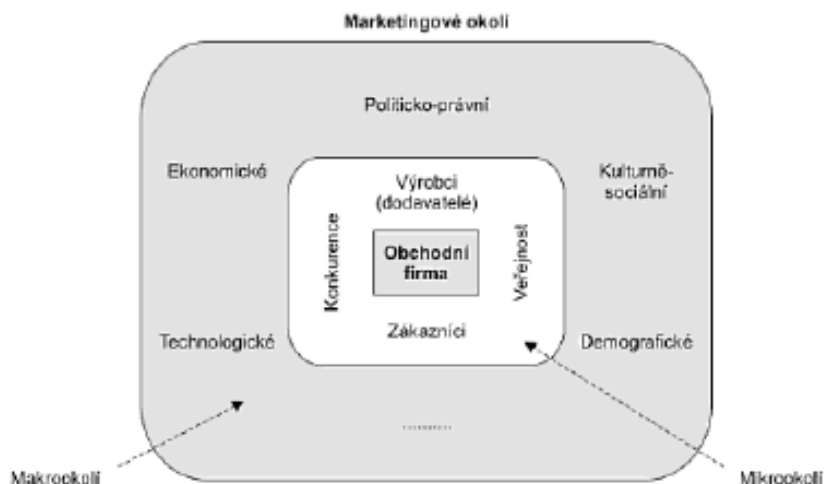 Marketingové okolí
Politicko-právní
Ekonomické
Kulturně-
sociální
Výrobci
(dodavatelé)
Konkurence
Obchodní
firma
Veřejnost
Zákazníci
Technologické
Demografické
..........
Makrookolí
Mikrookolí